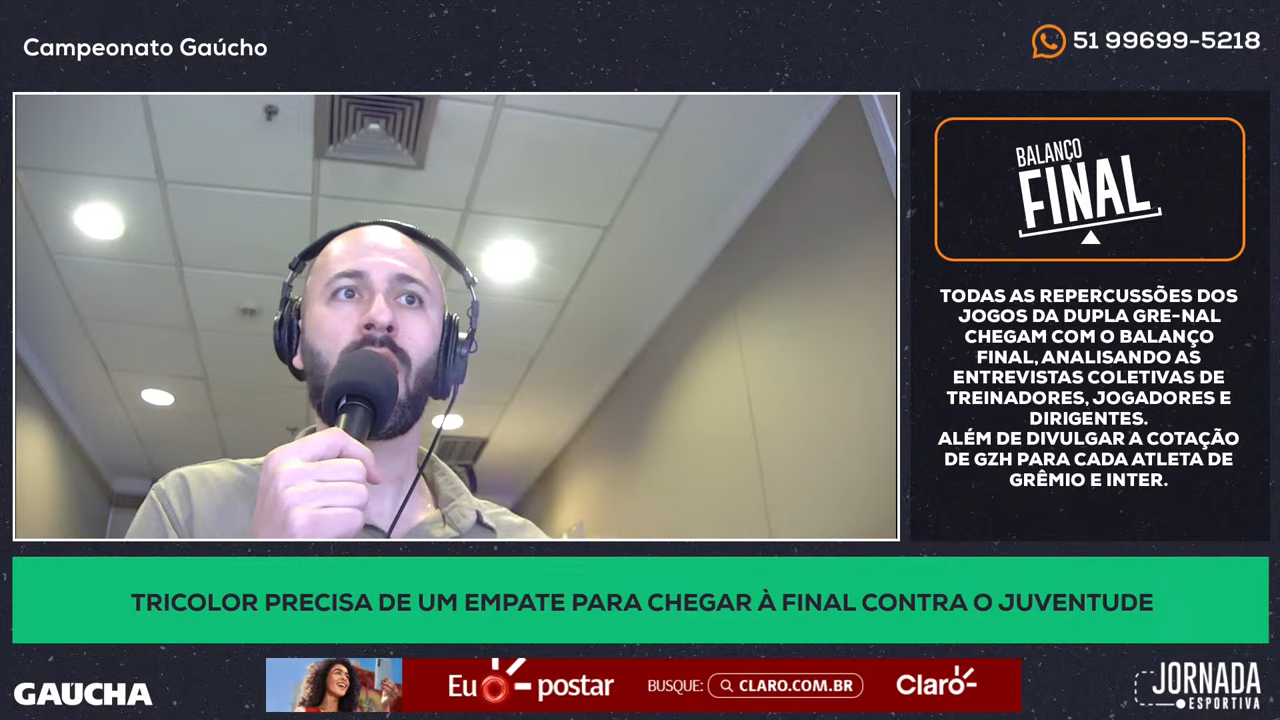 Campeonato Gaúcho
51 99699-5218
BALANÇO
FINAL
TODAS AS REPERCUSSÕES DOS
JOGOS DA DUPLA GRE-NAL
CHEGAM COM O BALANÇO
FINAL, ANALISANDO AS
ENTREVISTAS COLETIVAS DE
TREINADORES, JOGADORES E
DIRIGENTES.
ALÉM DE DIVULGAR A COTAÇÃO
DE GZH PARA CADA ATLETA DE
GRÊMIO E INTER.
TRICOLOR PRECISA DE UM EMPATE PARA CHEGAR À FINAL CONTRA O JUVENTUDE
GAÚCHA
Eu postar
BUSQUE: CLARO.COM.BR
Claro
JORNADA
ESPORTIVA